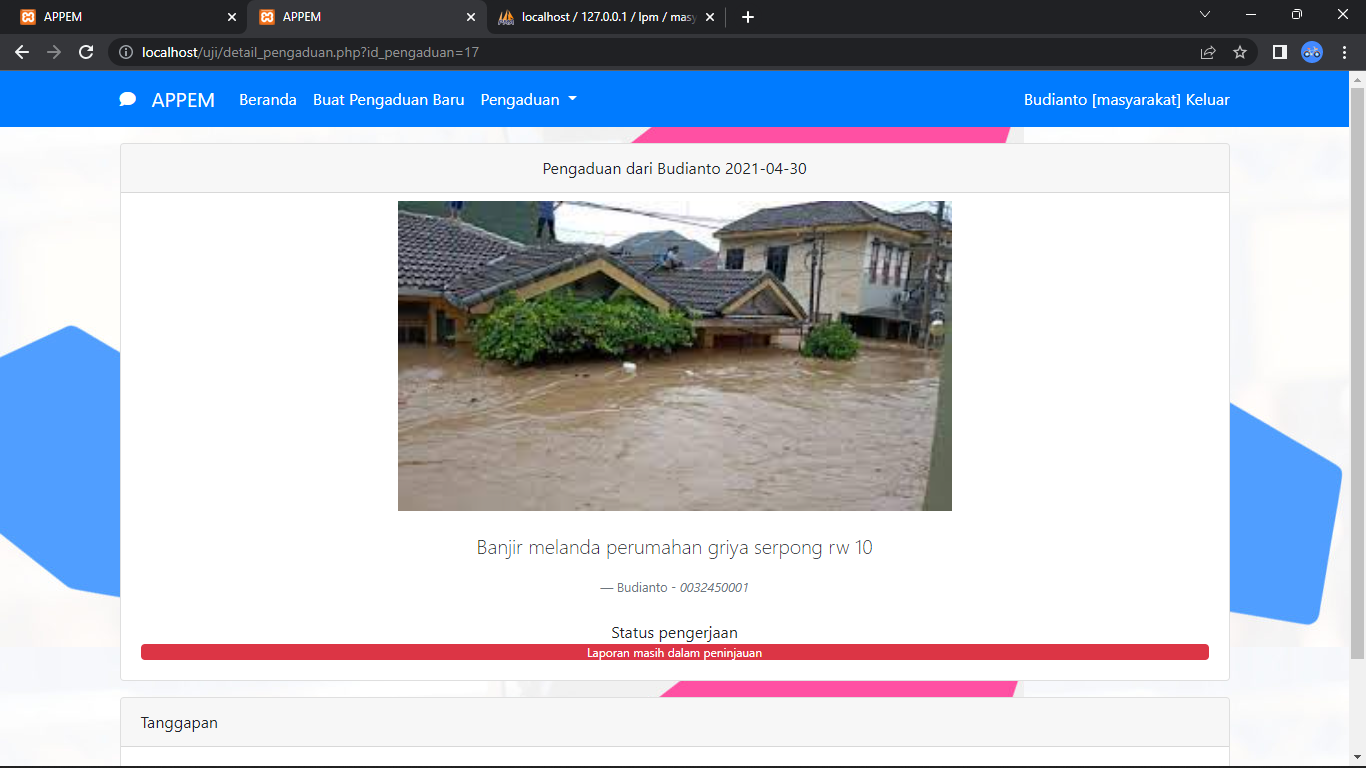 APPEM
APPEM
localhost / 127.0.0.1 / lpm / masy
localhost/uji/detail_pengaduan.php?id_pengaduan=17
APPEM Beranda Buat Pengaduan Baru Pengaduan Budianto [masyarakat] Keluar
Pengaduan dari Budianto 2021-04-30
Banjir melanda perumahan griya serpong rw 10
— Budianto - 0032450001
Status pengerjaan
Laporan masih dalam peninjauan
Tanggapan